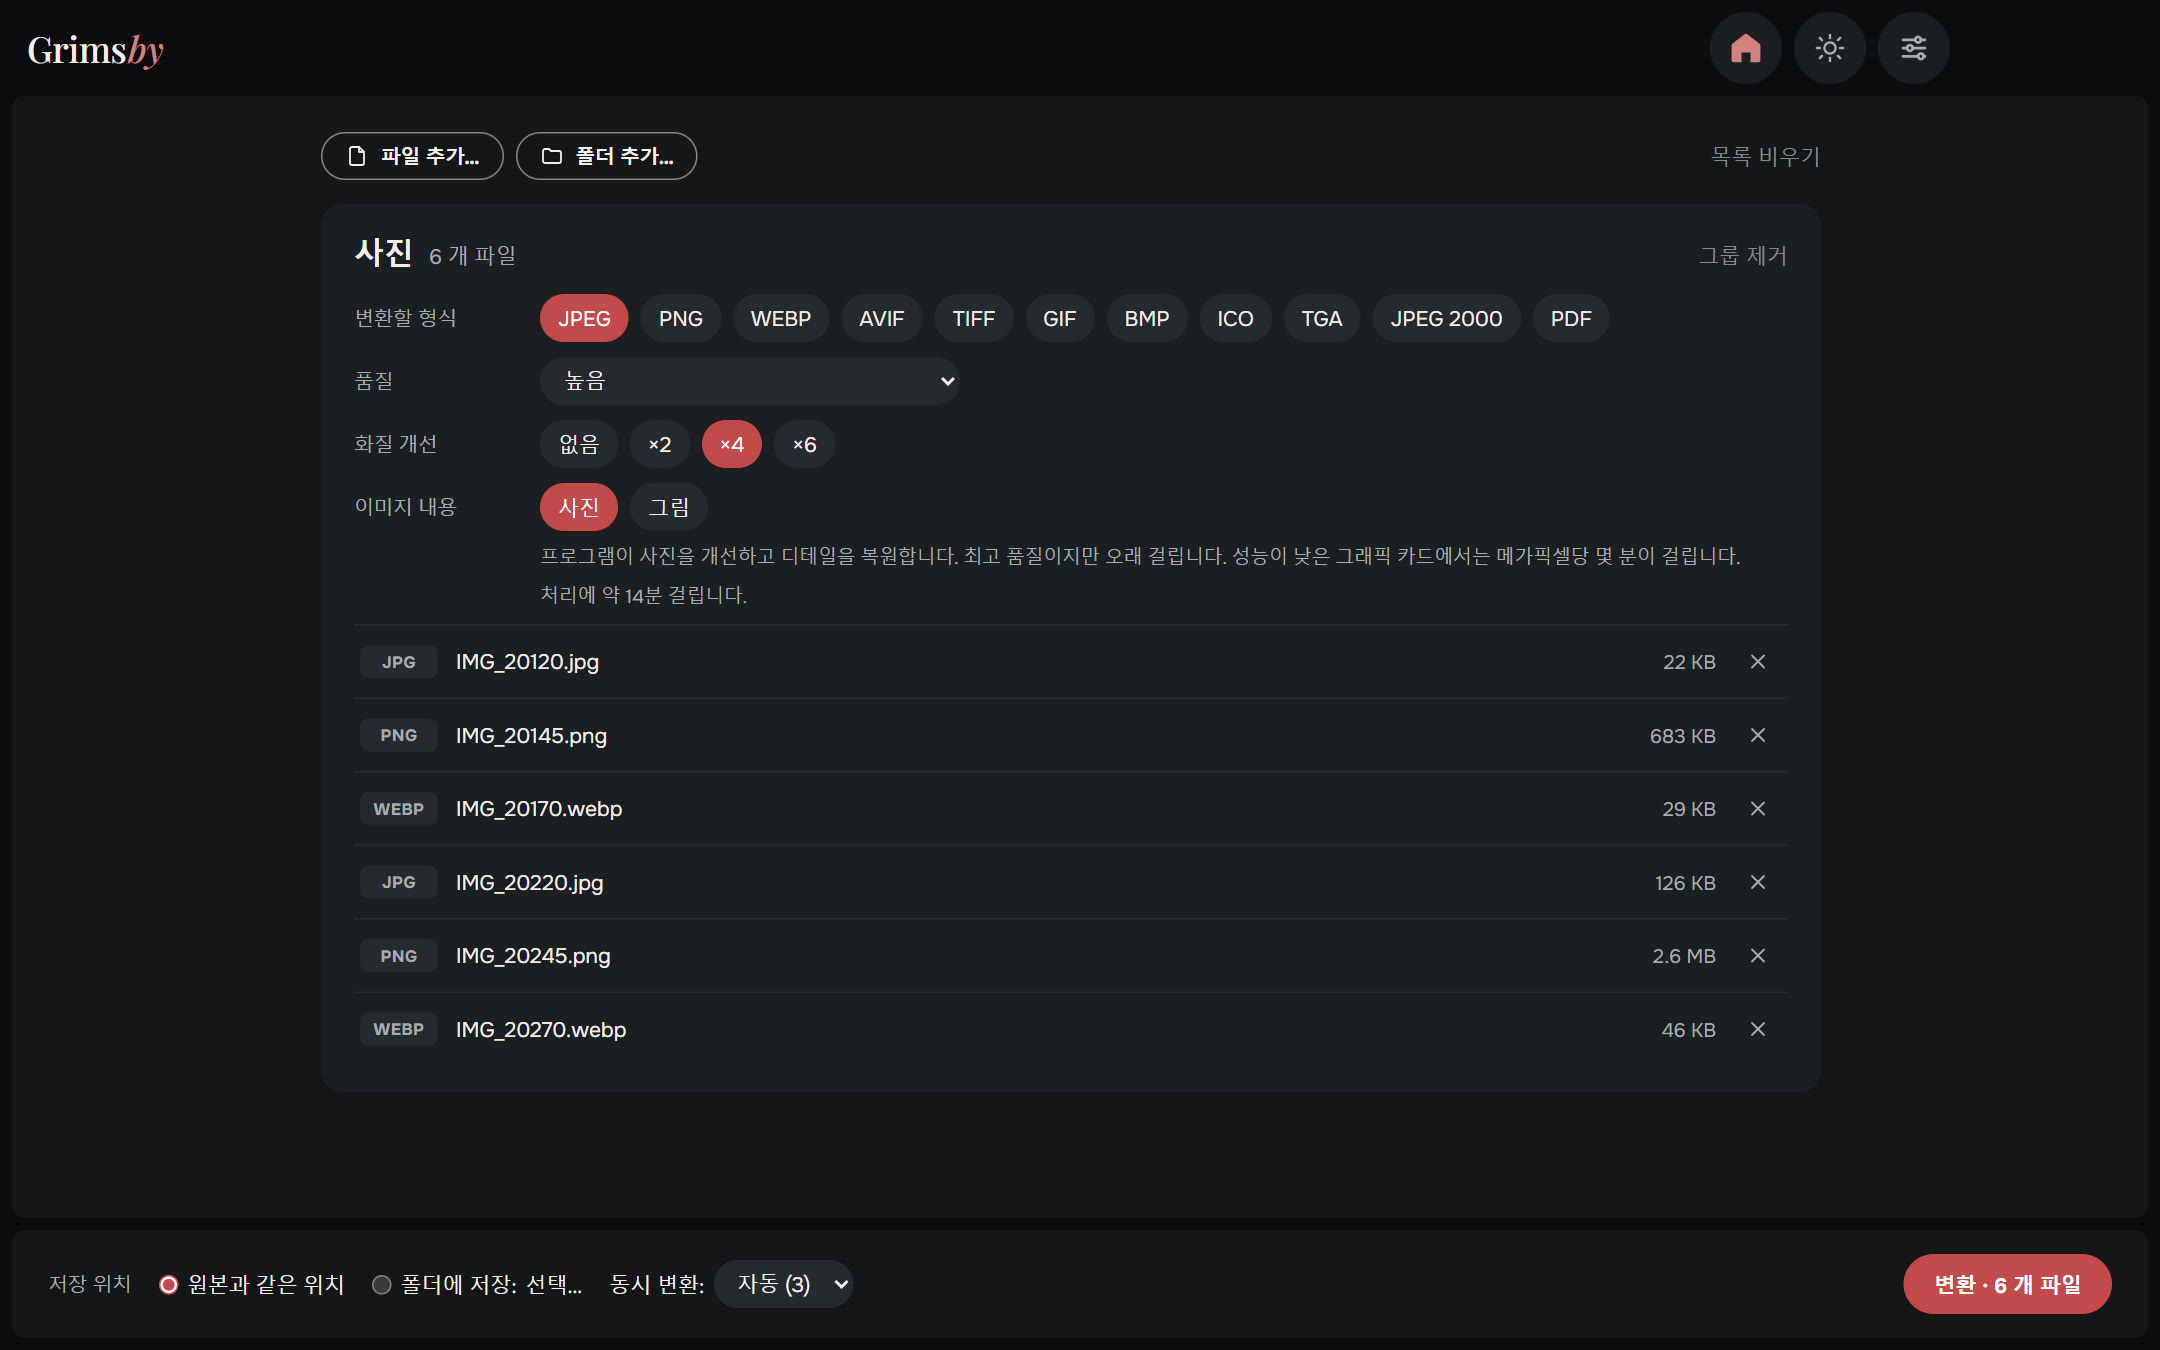 Grimsby
파일 추가...
폴더 추가...
목록 비우기
사진 6 개 파일
그룹 제거
변환할 형식 JPEG PNG WEBP AVIF TIFF GIF BMP ICO TGA JPEG 2000 PDF
품질 높음
화질 개선 없음 ×2 ×4 ×6
이미지 내용 사진 그림
프로그램이 사진을 개선하고 디테일을 복원합니다. 최고 품질이지만 오래 걸립니다. 성능이 낮은 그래픽 카드에서는 메가픽셀당 몇 분이 걸립니다.
처리에 약 14분 걸립니다.
JPG IMG_20120.jpg 22 KB
PNG IMG_20145.png 683 KB
WEBP IMG_20170.webp 29 KB
JPG IMG_20220.jpg 126 KB
PNG IMG_20245.png 2.6 MB
WEBP IMG_20270.webp 46 KB
저장 위치 원본과 같은 위치 폴더에 저장: 선택... 동시 변환: 자동 (3)
변환 · 6 개 파일